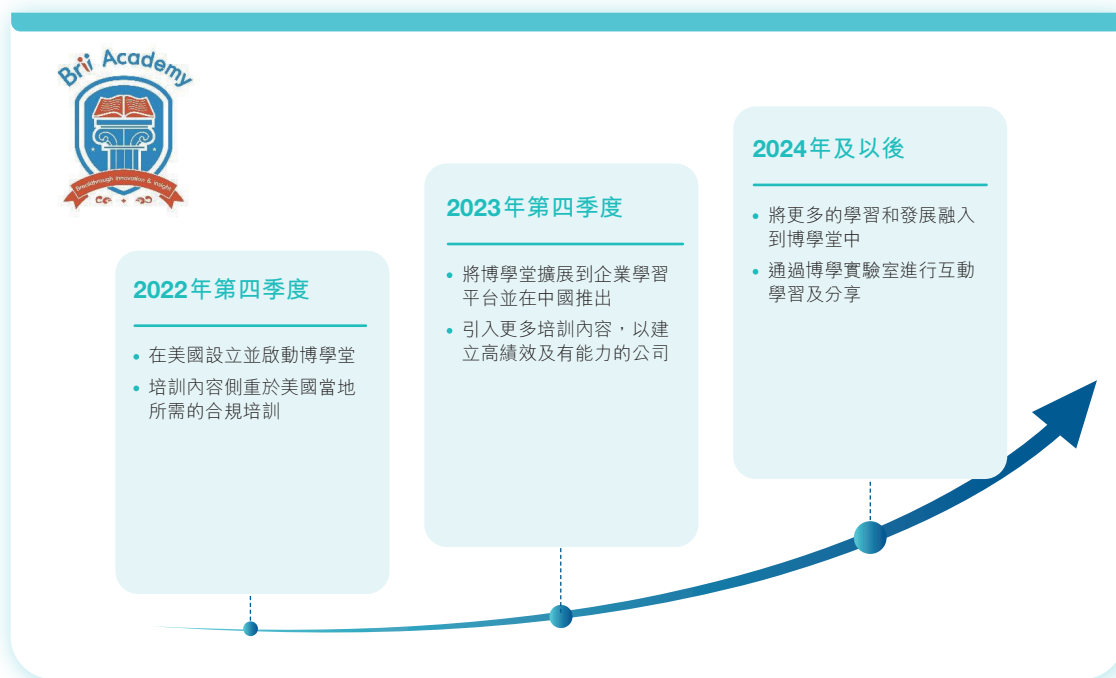 Brii Academy
Breakthrough Innovation & Insight
2022年第四季度
• 在美國設立並啟動博學堂
• 培訓內容側重於美國當地
所需的合規培訓
2023年第四季度
• 將博學堂擴展到企業學習
平台並在中國推出
• 引入更多培訓內容，以建
立高績效及有能力的公司
2024年及以後
• 將更多的學習和發展融入
到博學堂中
• 通過博學實驗室進行互動
學習及分享